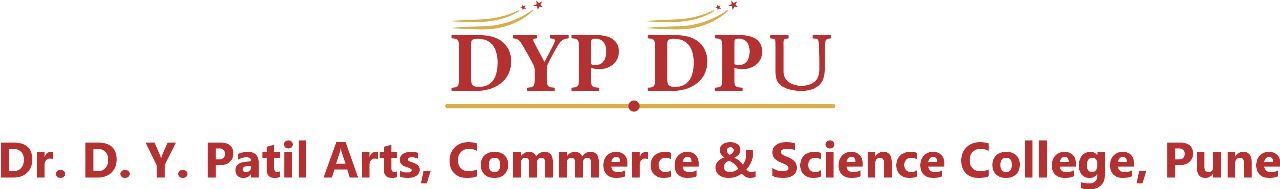 DYP DPU
Dr. D. Y. Patil Arts, Commerce & Science College, Pune